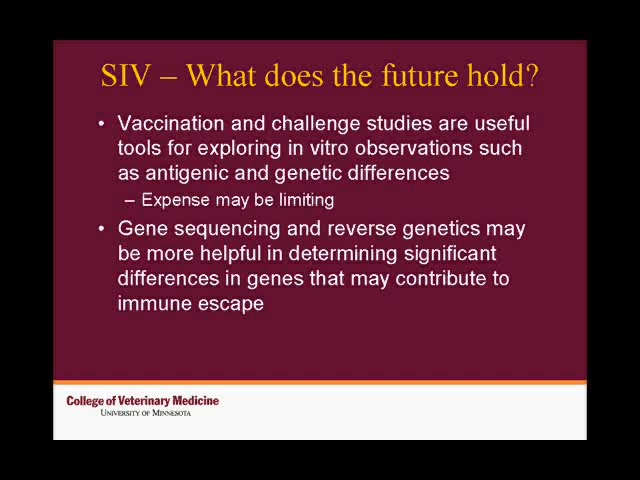 SIV – What does the future hold?
• Vaccination and challenge studies are useful
tools for exploring in vitro observations such
as antigenic and genetic differences
– Expense may be limiting
• Gene sequencing and reverse genetics may
be more helpful in determining significant
differences in genes that may contribute to
immune escape
College of Veterinary Medicine
University of Minnesota